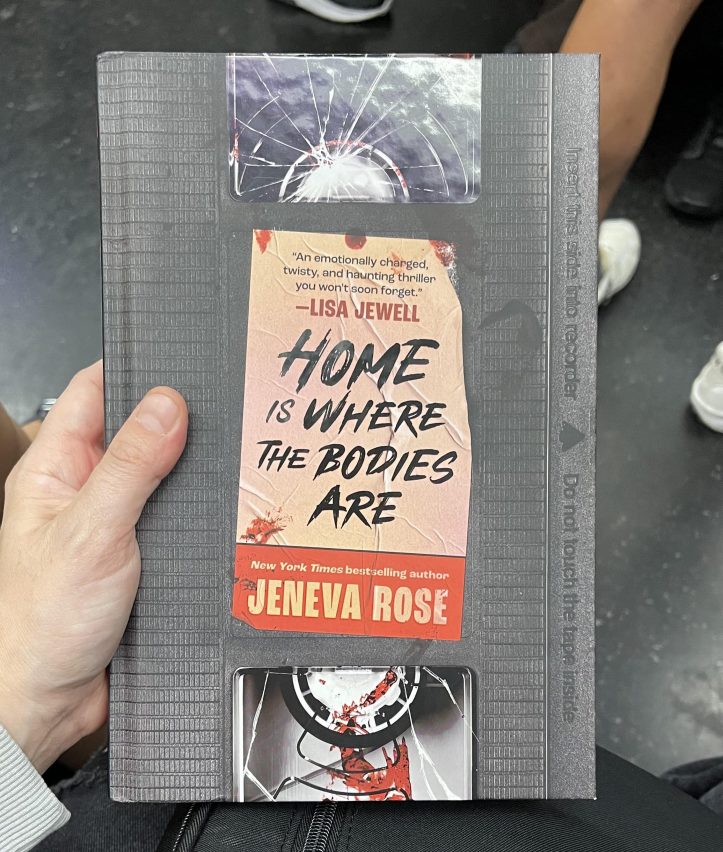 "An emotionally charged,
twisty, and haunting thriller
you won't soon forget."
—LISA JEWELL
HOME
IS WHERE
THE BODIES
ARE
New York Times bestselling author
JENEVA ROSE
Insert this side into recorder
Do not touch the tape inside